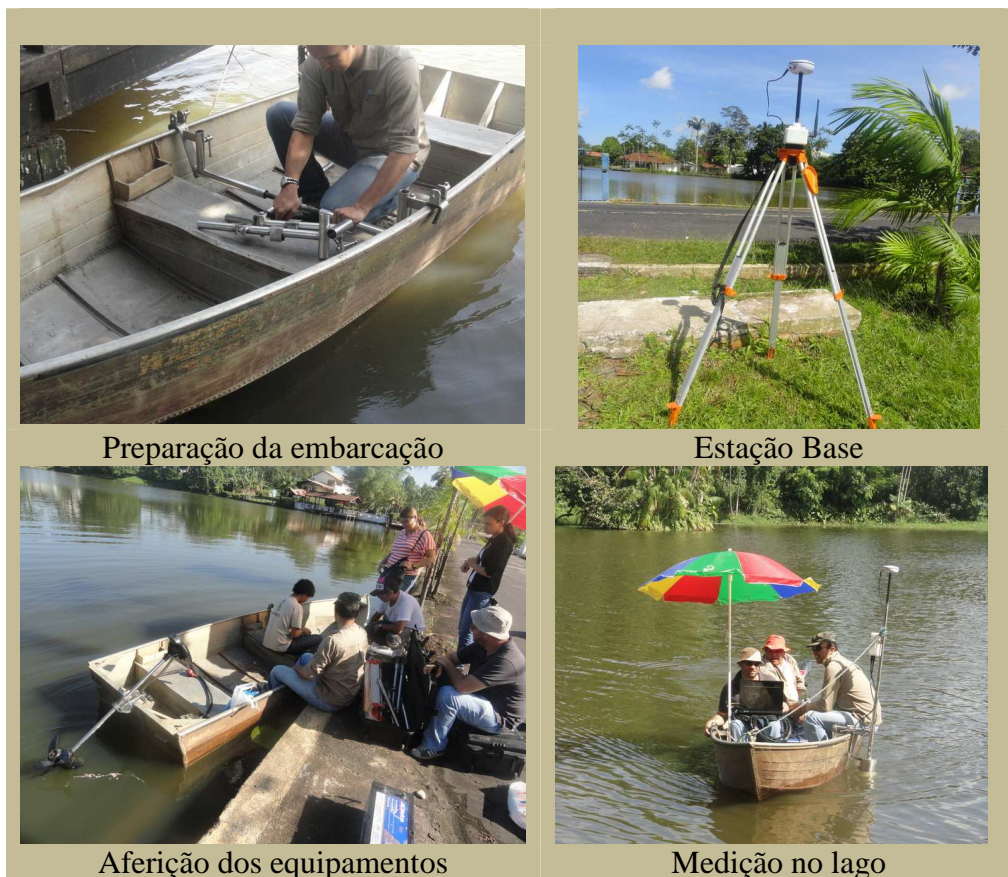 Preparação da embarcação
Estação Base
Aferição dos equipamentos
Medição no lago